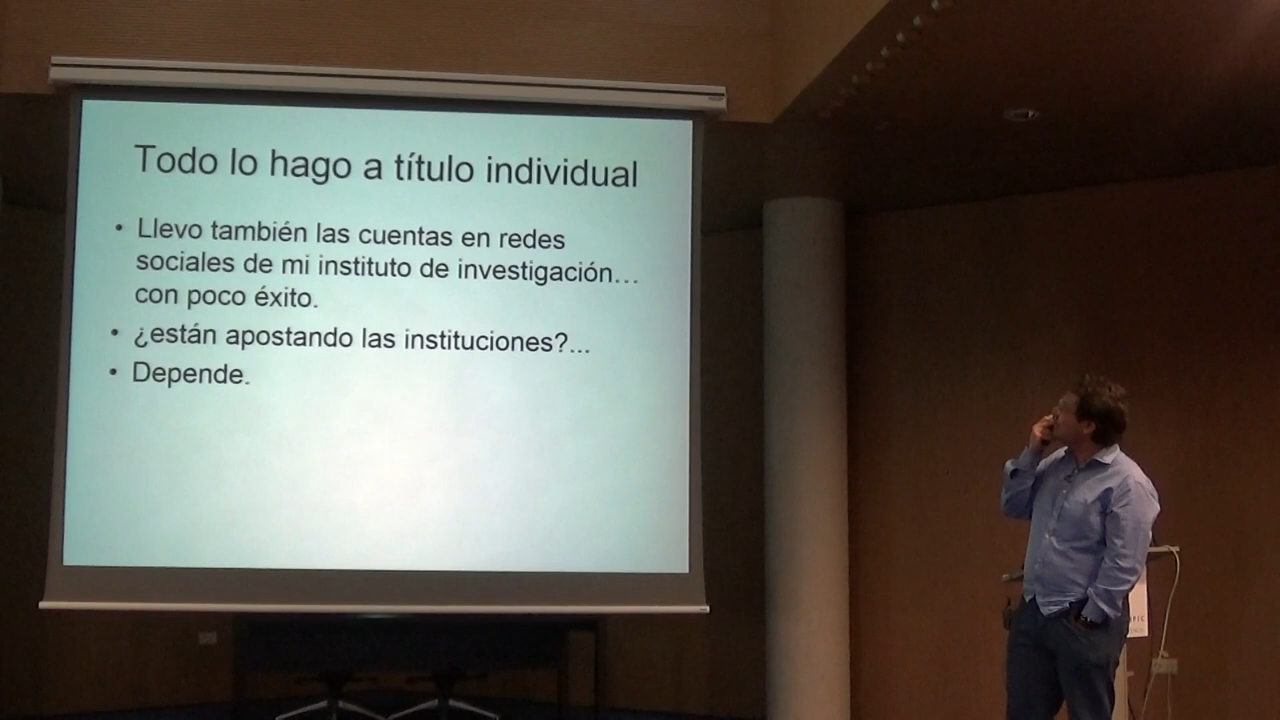 Todo lo hago a título individual
• Llevo también las cuentas en redes
sociales de mi instituto de investigación...
con poco éxito.
• ¿están apostando las instituciones?...
• Depende.